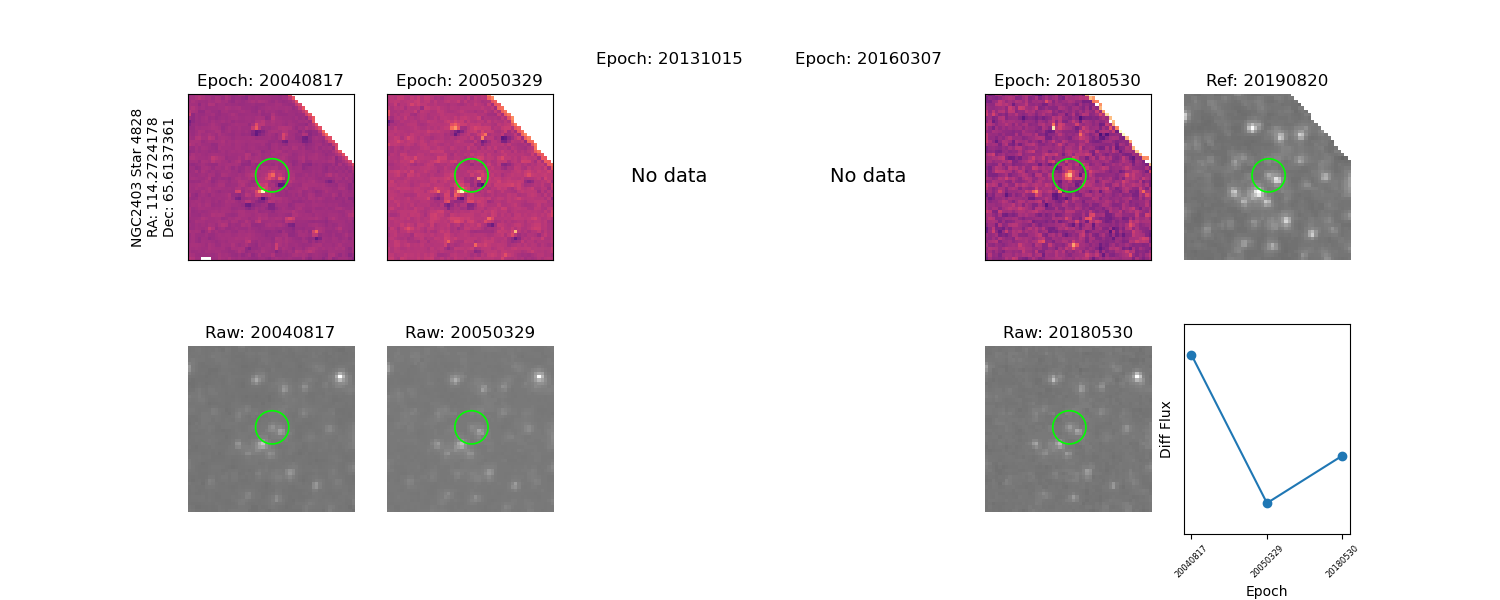 Epoch: 20131015
Epoch: 20160307
Epoch: 20040817
Epoch: 20050329
Epoch: 20180530
Ref: 20190820
NGC2403 Star 4828
RA: 114.2724178
Dec: 65.6137361
No data
No data
Raw: 20040817
Raw: 20050329
Raw: 20180530
Diff Flux
20040817
20050329
20180530
Epoch